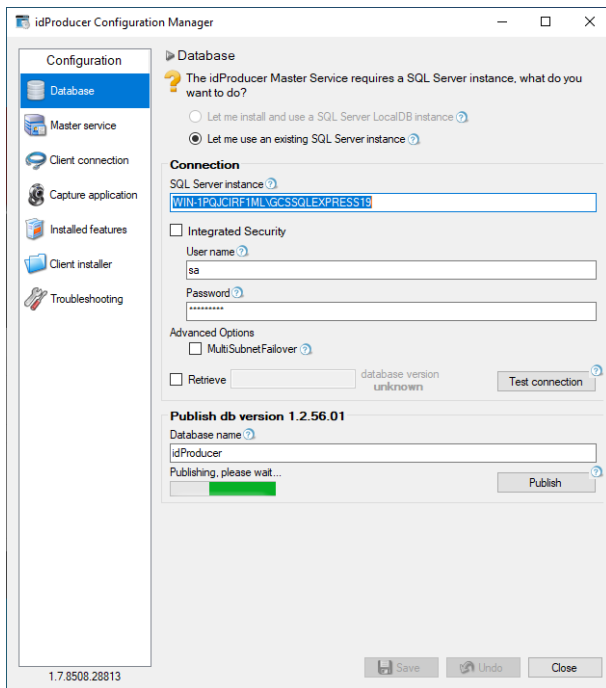 idProducer Configuration Manager
Configuration
Database
Master service
Client connection
Capture application
Installed features
Client installer
Troubleshooting
1.7.8508.28813
Database
The idProducer Master Service requires a SQL Server instance, what do you
want to do?
Let me install and use a SQL Server LocalDB instance
Let me use an existing SQL Server instance
Connection
SQL Server instance
WIN-1PQJCIRF1ML\GCSSQLEXPRESS19
Integrated Security
User name
sa
Password
*********
Advanced Options
MultiSubnetFailover
Retrieve
database version
unknown
Test connection
Publish db version 1.2.56.01
Database name
idProducer
Publishing, please wait...
Publish
Save
Undo
Close